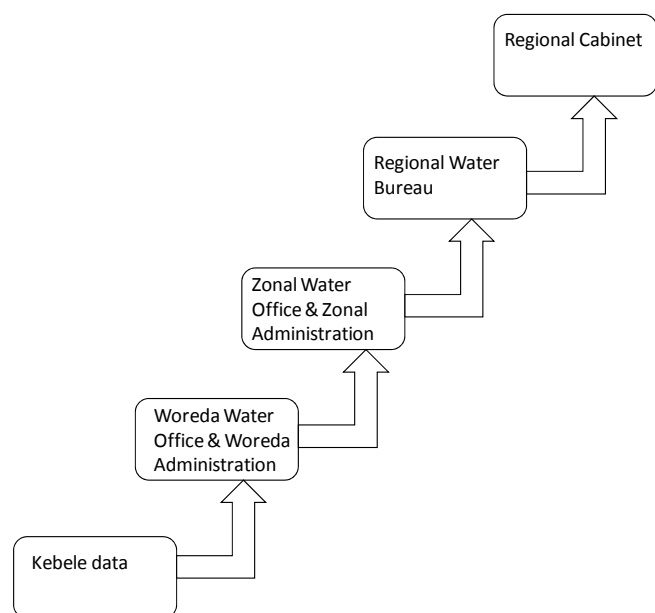 Regional Cabinet
Regional Water
Bureau
Zonal Water
Office & Zonal
Administration
Woreda Water
Office & Woreda
Administration
Kebele data